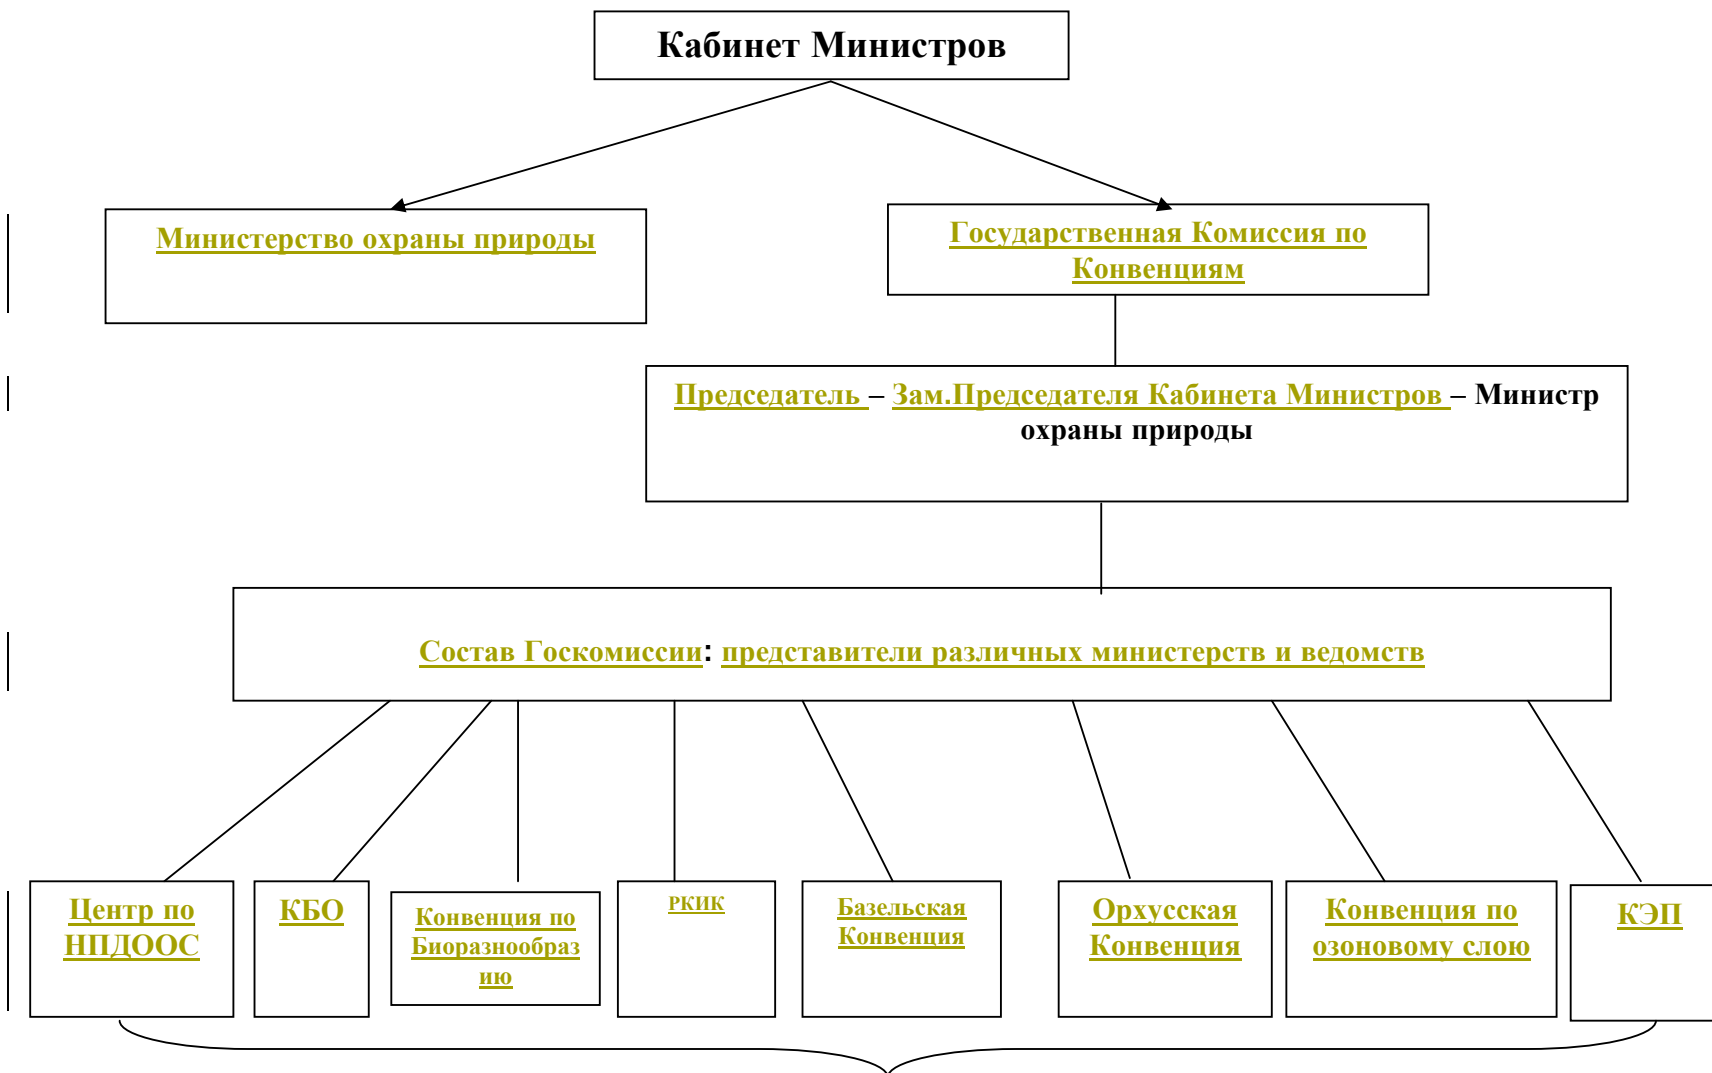 Кабинет Министров
Министерство охраны природы
Государственная Комиссия по
Конвенциям
Председатель – Зам.Председателя Кабинета Министров – Министр
охраны природы
Состав Госкомиссии: представители различных министерств и ведомств
Центр по
НПДООС
КБО
Конвенция по
Биоразнообраз
ию
РКИК
Базельская
Конвенция
Орхусская
Конвенция
Конвенция по
озоновому слою
КЭП